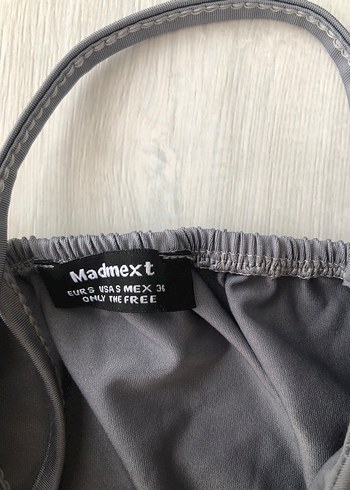 Madmext
EUR S USA S MEX 36
ONLY THE FREE